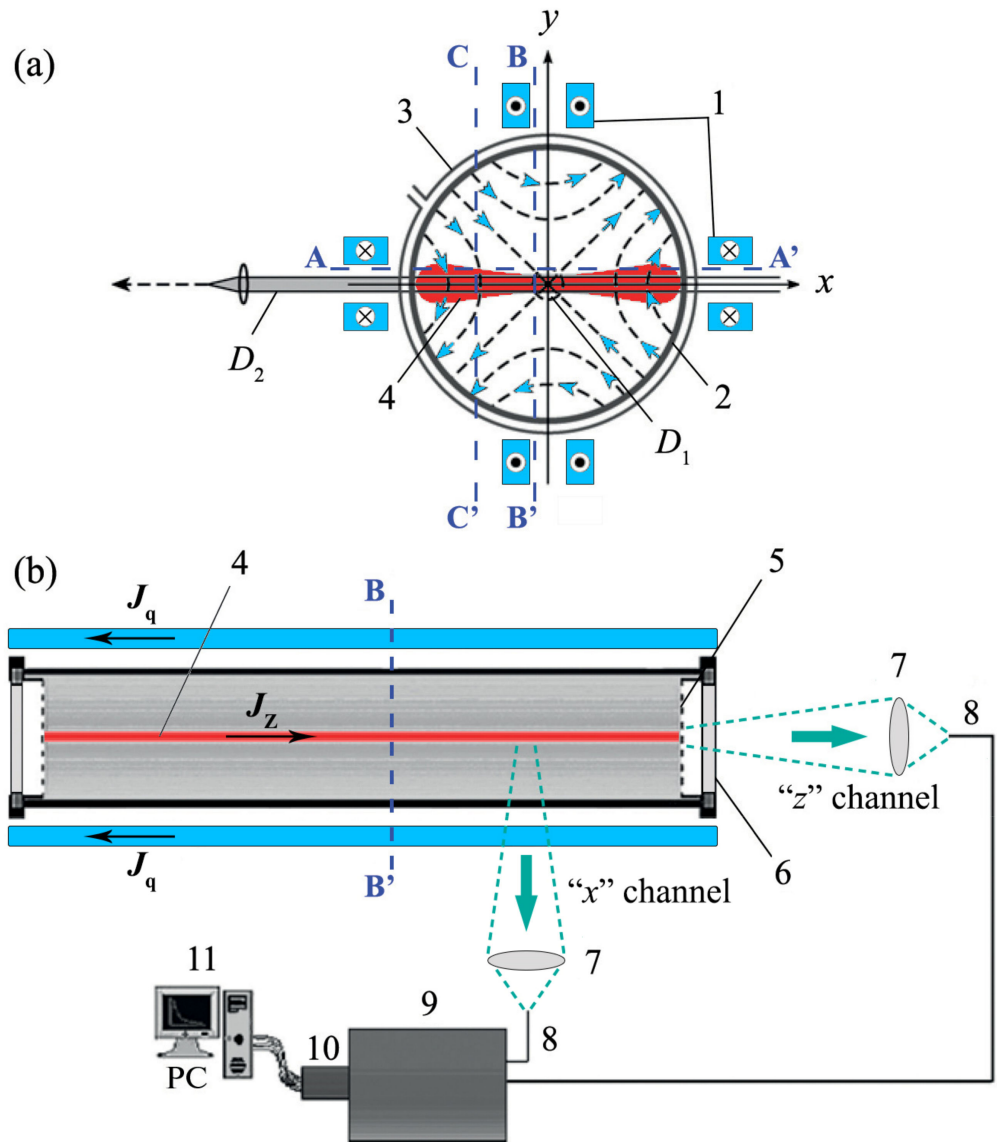 (a)
y
C
B
1
3
A
A’
x
D₂
4
2
D₁
C’
B’
(b)
4
B
5
Jq
7
8
Jz
“z” channel
6
Jq
B’
“x” channel
11
7
9
10
8
PC